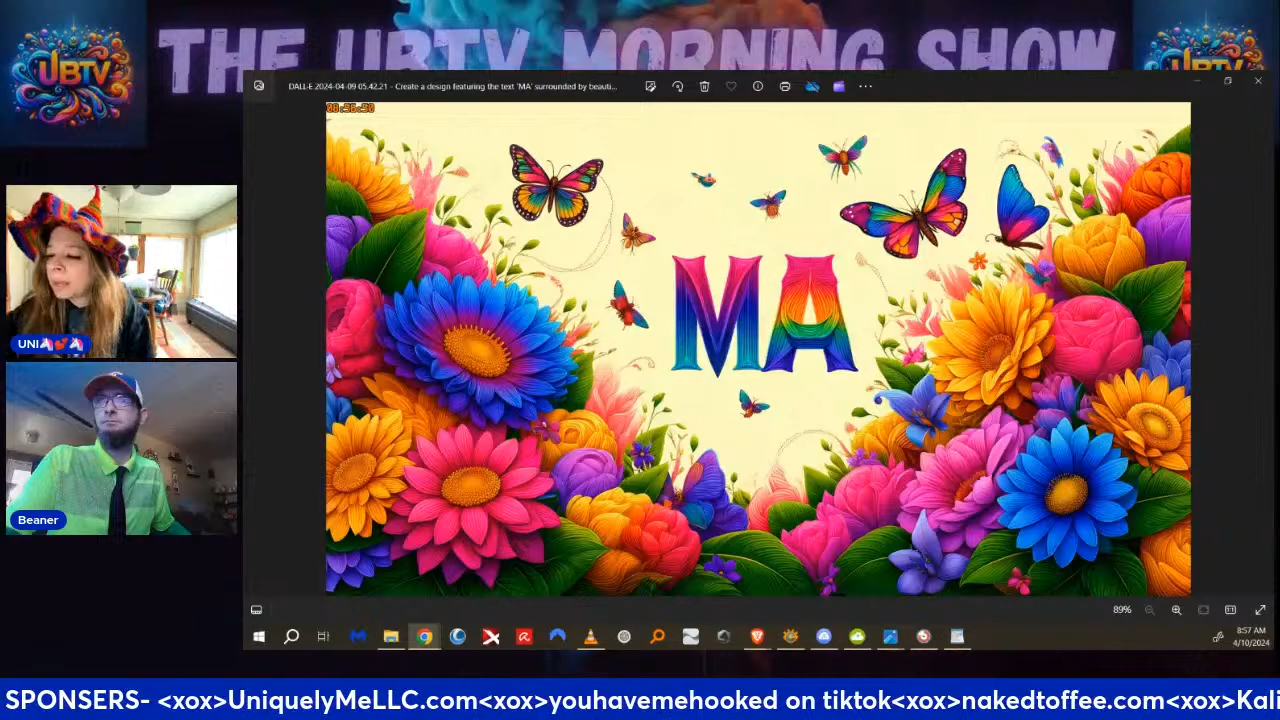 THE UBTV MORNING SHOW
UBTV
UBTV
DALL·E 2024-04-09 05.42.21 - Create a design featuring the text 'MA' surrounded by beauti...
MA
UNI🦄🐦‍🔥🦄
Beaner
89%
8:57 AM
4/10/2024
SPONSERS- <xox>UniquelyMeLLC.com<xox>youhavemehooked on tiktok<xox>nakedtoffee.com<xox>Kali